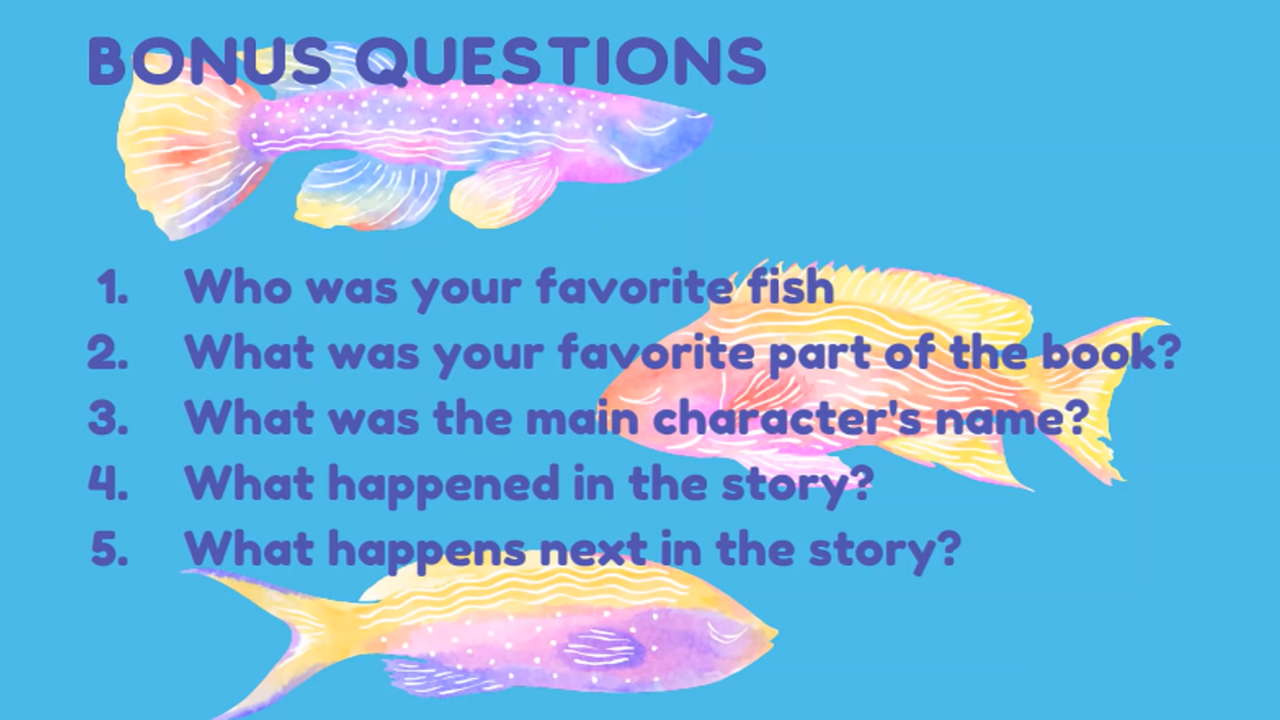 BONUS QUESTIONS
1. Who was your favorite fish
2. What was your favorite part of the book?
3. What was the main character's name?
4. What happened in the story?
5. What happens next in the story?